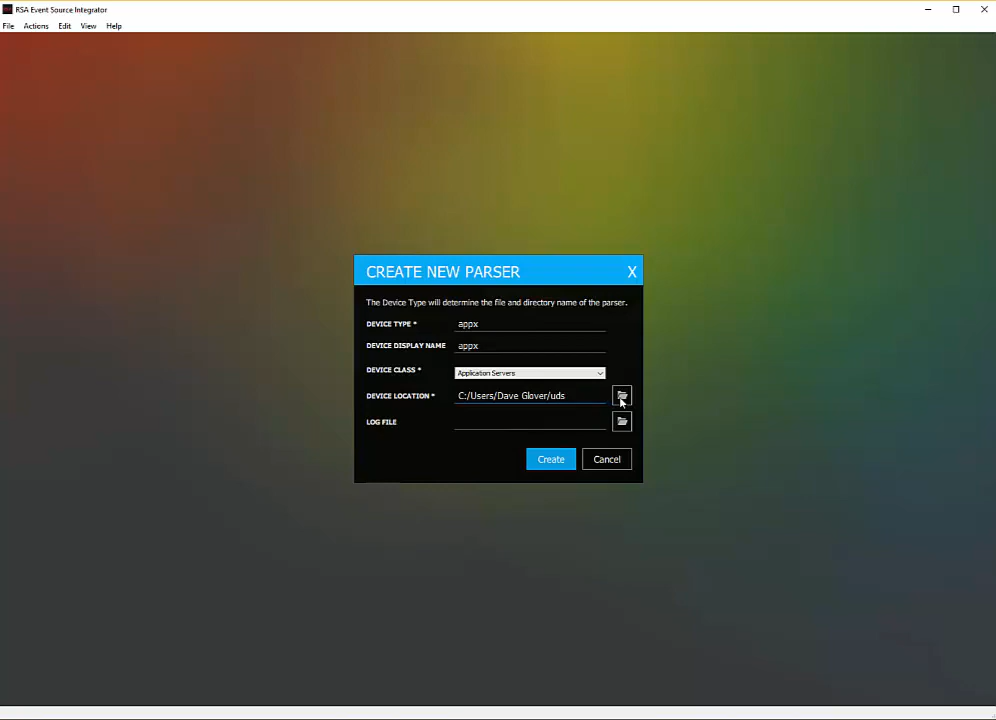 RSA Event Source Integrator
File Actions Edit View Help
CREATE NEW PARSER X
The Device Type will determine the file and directory name of the parser.
DEVICE TYPE * appx
DEVICE DISPLAY NAME appx
DEVICE CLASS * Application Servers
DEVICE LOCATION * C:/Users/Dave Glover/uds
LOG FILE
Create Cancel